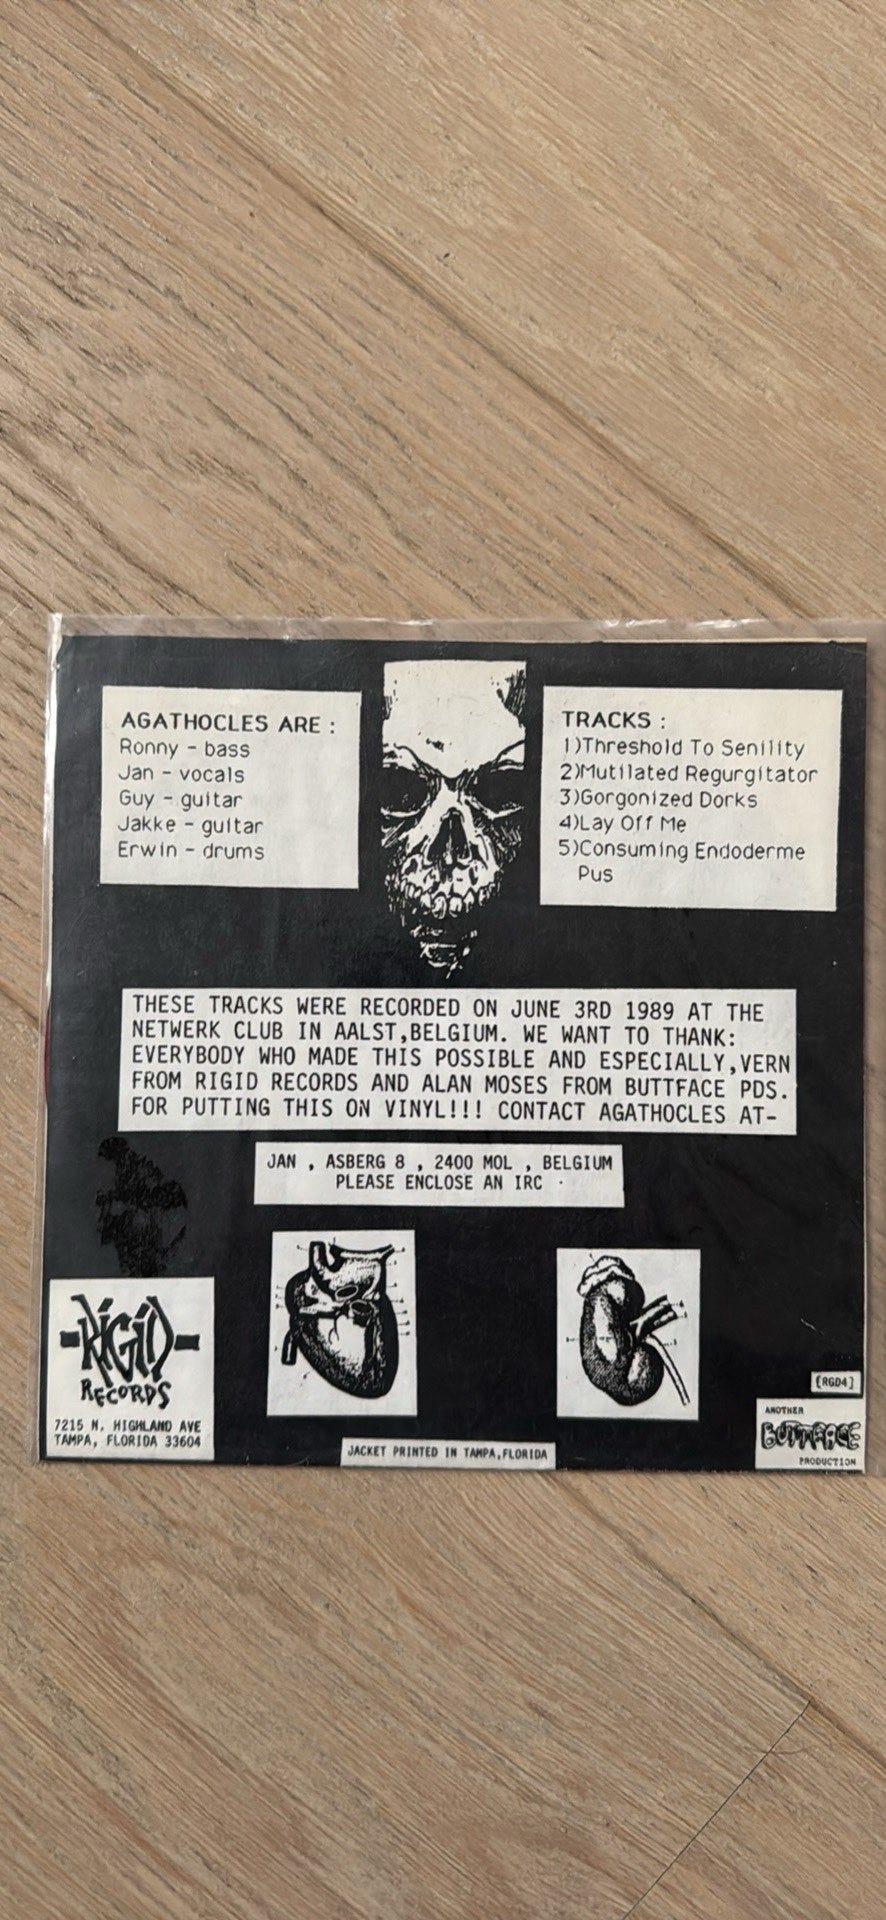 AGATHOCLES ARE :
Ronny - bass
Jan - vocals
Guy - guitar
Jakke - guitar
Erwin - drums
TRACKS :
1)Threshold To Senility
2)Mutilated Regurgitator
3)Gorgonized Dorks
4)Lay Off Me
5)Consuming Endoderme
Pus
THESE TRACKS WERE RECORDED ON JUNE 3RD 1989 AT THE
NETWERK CLUB IN AALST,BELGIUM. WE WANT TO THANK:
EVERYBODY WHO MADE THIS POSSIBLE AND ESPECIALLY,VERN
FROM RIGID RECORDS AND ALAN MOSES FROM BUTTFACE PDS.
FOR PUTTING THIS ON VINYL!!! CONTACT AGATHOCLES AT-
JAN , ASBERG 8 , 2400 MOL , BELGIUM
PLEASE ENCLOSE AN IRC .
-RIGID-
RECORDS
7215 N. HIGHLAND AVE
TAMPA, FLORIDA 33604
JACKET PRINTED IN TAMPA,FLORIDA
[RGD4]
ANOTHER
BUTTFACE
PRODUCTION